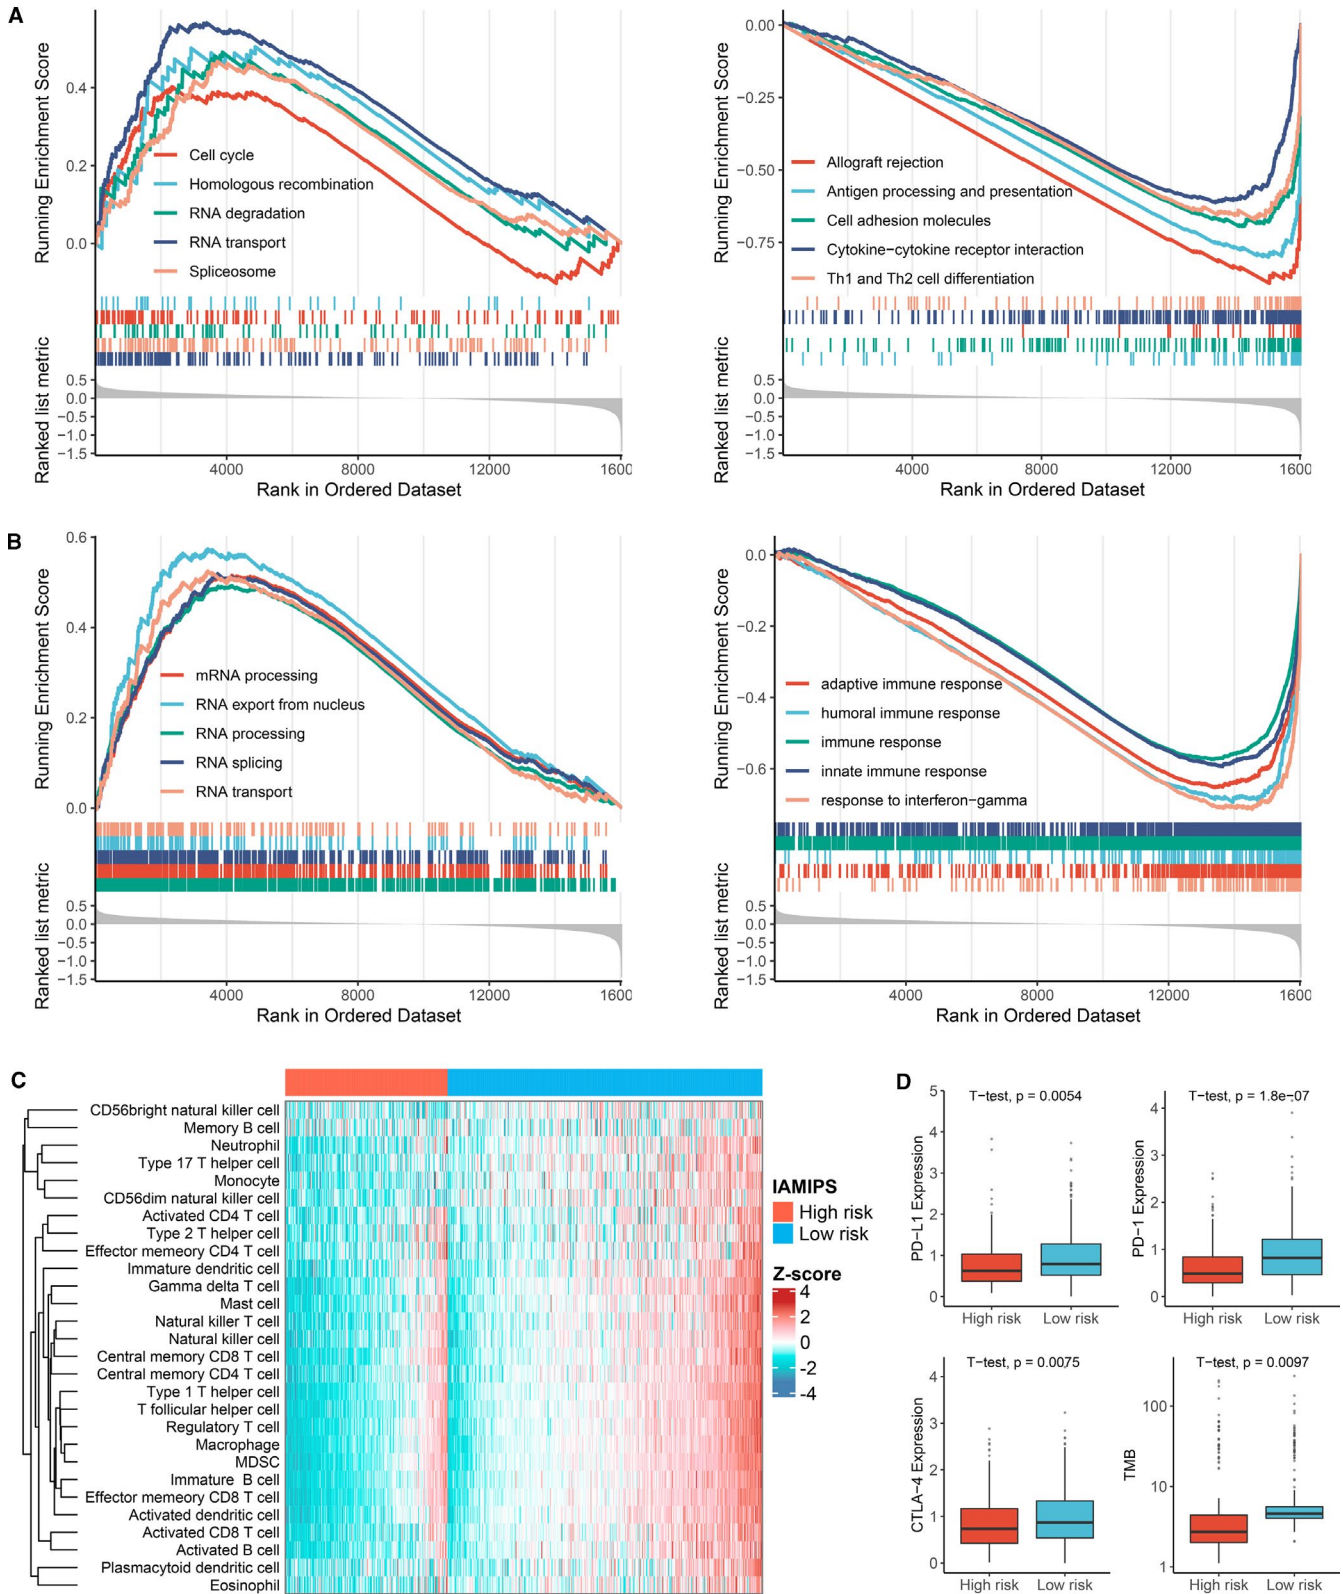 A
Running Enrichment Score
0.4
0.2
0.0
Cell cycle
Homologous recombination
RNA degradation
RNA transport
Spliceosome
Ranked list metric
0.5
0.0
−0.5
−1.0
−1.5
4000
8000
12000
1600
Rank in Ordered Dataset
Running Enrichment Score
0.00
−0.25
−0.50
−0.75
Allograft rejection
Antigen processing and presentation
Cell adhesion molecules
Cytokine−cytokine receptor interaction
Th1 and Th2 cell differentiation
Ranked list metric
0.5
0.0
−0.5
−1.0
−1.5
4000
8000
12000
1600
Rank in Ordered Dataset
B
Running Enrichment Score
0.6
0.4
0.2
0.0
mRNA processing
RNA export from nucleus
RNA processing
RNA splicing
RNA transport
Ranked list metric
0.5
0.0
−0.5
−1.0
−1.5
4000
8000
12000
1600
Rank in Ordered Dataset
Running Enrichment Score
0.0
−0.2
−0.4
−0.6
adaptive immune response
humoral immune response
immune response
innate immune response
response to interferon−gamma
Ranked list metric
0.5
0.0
−0.5
−1.0
−1.5
4000
8000
12000
1600
Rank in Ordered Dataset
C
CD56bright natural killer cell
Memory B cell
Neutrophil
Type 17 T helper cell
Monocyte
CD56dim natural killer cell
Activated CD4 T cell
Type 2 T helper cell
Effector memeory CD4 T cell
Immature dendritic cell
Gamma delta T cell
Mast cell
Natural killer T cell
Natural killer cell
Central memory CD8 T cell
Central memory CD4 T cell
Type 1 T helper cell
T follicular helper cell
Regulatory T cell
Macrophage
MDSC
Immature B cell
Effector memeory CD8 T cell
Activated dendritic cell
Activated CD8 T cell
Activated B cell
Plasmacytoid dendritic cell
Eosinophil
IAMIPS
High risk
Low risk
Z-score
4
2
0
-2
-4
D
T−test, p = 0.0054
PD−L1 Expression
5
4
3
2
1
0
High risk
Low risk
T−test, p = 1.8e−07
PD−1 Expression
4
3
2
1
0
High risk
Low risk
T−test, p = 0.0075
CTLA−4 Expression
4
3
2
1
0
High risk
Low risk
T−test, p = 0.0097
TMB
100
10
1
High risk
Low risk